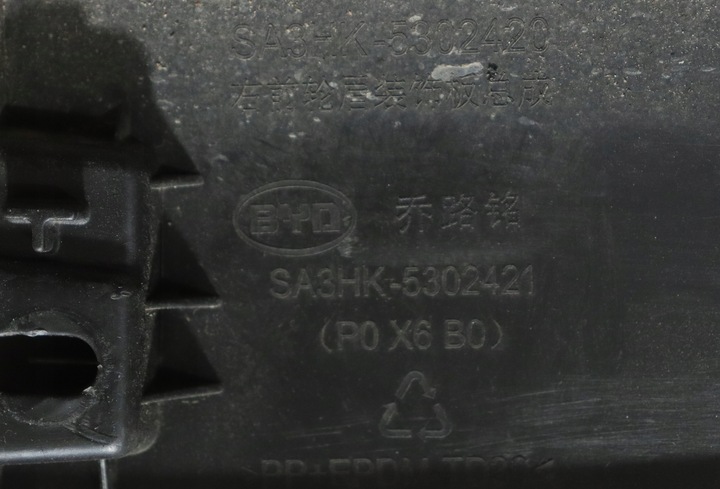 SA3HK-5302420
右前轮眉装饰板总成
BYD 乔路铭
SA3HK-5302421
(P0 X6 B0)